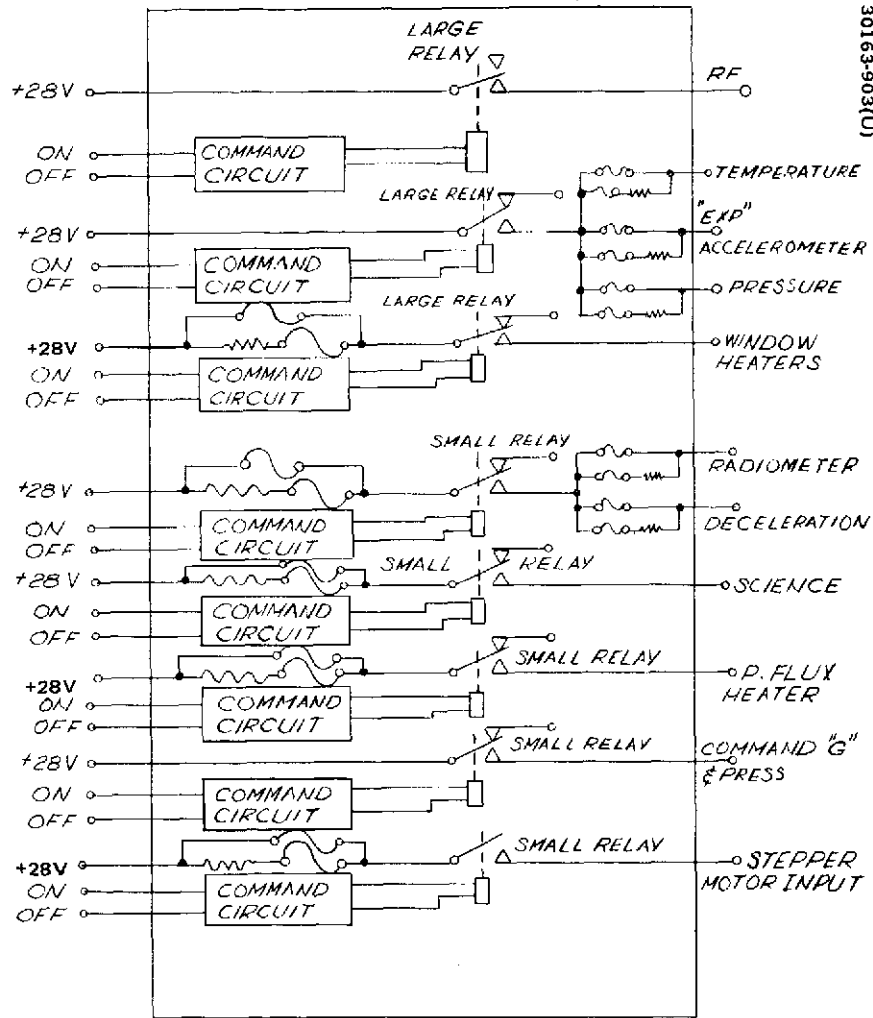 30163-903(U)
LARGE
RELAY
+28V
RF
ON
OFF
COMMAND
CIRCUIT
TEMPERATURE
LARGE RELAY
"EXP"
+28V
ACCELEROMETER
ON
OFF
COMMAND
CIRCUIT
PRESSURE
LARGE RELAY
+28V
WINDOW
HEATERS
ON
OFF
COMMAND
CIRCUIT
SMALL RELAY
RADIOMETER
+28V
DECELERATION
ON
OFF
COMMAND
CIRCUIT
+28V
SMALL RELAY
SCIENCE
ON
OFF
COMMAND
CIRCUIT
SMALL RELAY
P. FLUX
HEATER
+28V
ON
OFF
COMMAND
CIRCUIT
SMALL RELAY
COMMAND "G"
& PRESS
+28V
ON
OFF
COMMAND
CIRCUIT
SMALL RELAY
+28V
STEPPER
MOTOR INPUT
ON
OFF
COMMAND
CIRCUIT